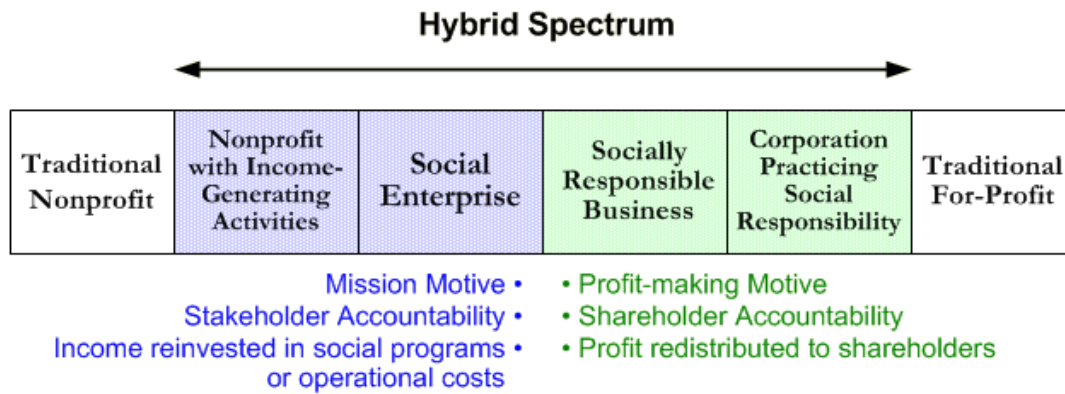 Hybrid Spectrum
Traditional
Nonprofit
Nonprofit
with Income-
Generating
Activities
Social
Enterprise
Socially
Responsible
Business
Corporation
Practicing
Social
Responsibility
Traditional
For-Profit
Mission Motive •
Stakeholder Accountability •
Income reinvested in social programs •
or operational costs
• Profit-making Motive
• Shareholder Accountability
• Profit redistributed to shareholders